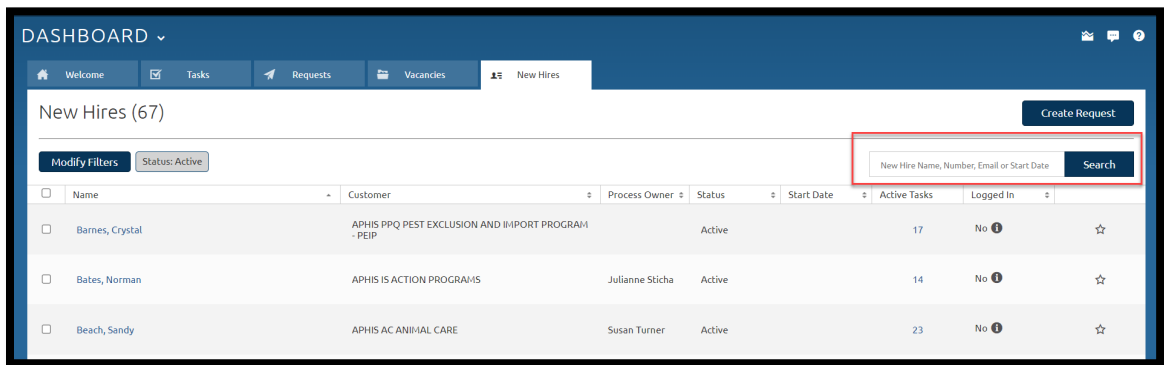 DASHBOARD
Welcome Tasks Requests Vacancies New Hires
New Hires (67)
Create Request
Modify Filters Status: Active
New Hire Name, Number, Email or Start Date Search
Name Customer Process Owner Status Start Date Active Tasks Logged In
Barnes, Crystal APHIS PPQ PEST EXCLUSION AND IMPORT PROGRAM
- PEIP Active 17 No
Bates, Norman APHIS IS ACTION PROGRAMS Julianne Sticha Active 14 No
Beach, Sandy APHIS AC ANIMAL CARE Susan Turner Active 23 No